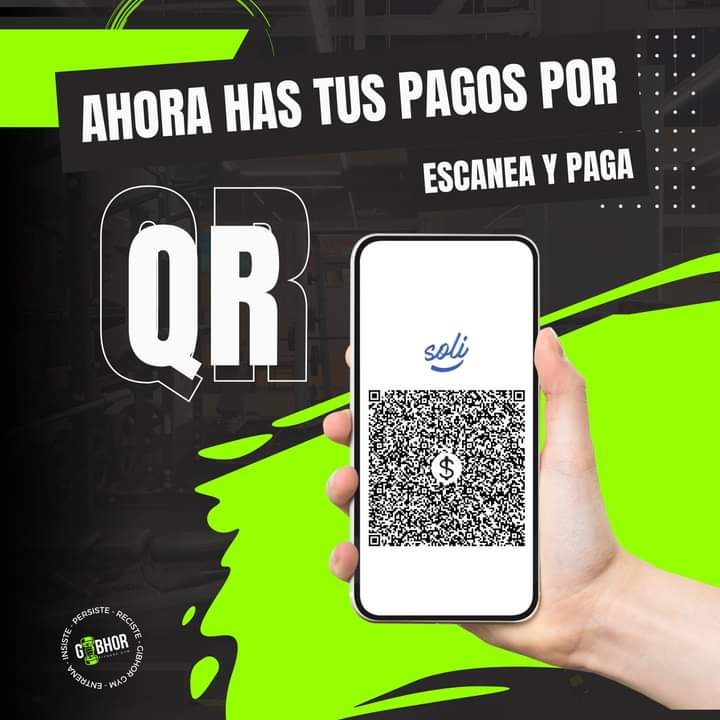 AHORA HAS TUS PAGOS POR
ESCANEA Y PAGA
QR
soli
$
INSISTE - PERSISTE - RECISTE - GIBHOR GYM - ENTRENA -
GIBHOR